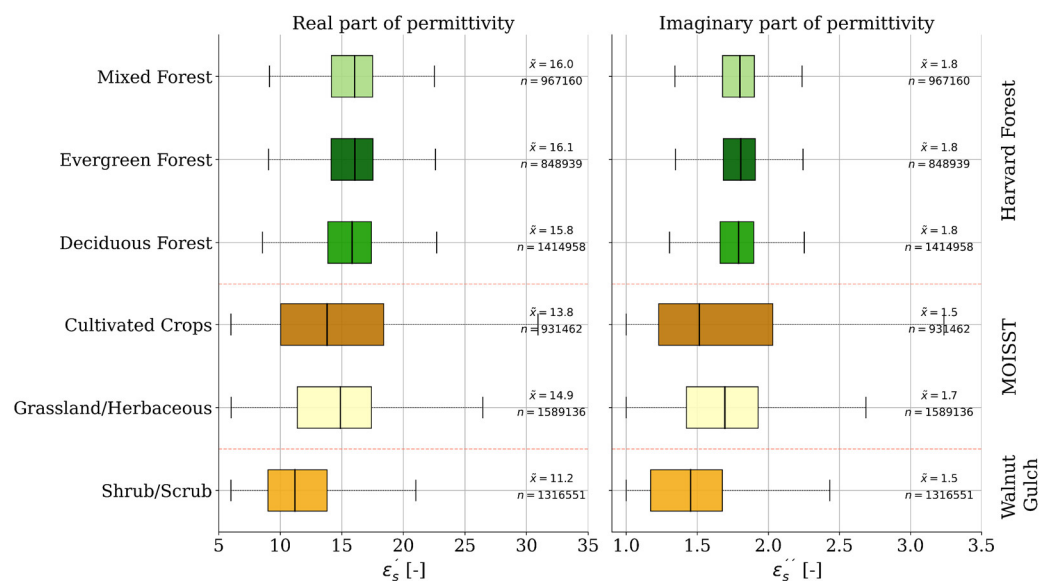 Real part of permittivity
Imaginary part of permittivity
Mixed Forest
x̃ = 16.0
n = 967160
x̃ = 1.8
n = 967160
Evergreen Forest
x̃ = 16.1
n = 848939
x̃ = 1.8
n = 848939
Deciduous Forest
x̃ = 15.8
n = 1414958
x̃ = 1.8
n = 1414958
Harvard Forest
Cultivated Crops
x̃ = 13.8
n = 931462
x̃ = 1.5
n = 931462
Grassland/Herbaceous
x̃ = 14.9
n = 1589136
x̃ = 1.7
n = 1589136
MOISST
Shrub/Scrub
x̃ = 11.2
n = 1316551
x̃ = 1.5
n = 1316551
Walnut
Gulch
5 10 15 20 25 30 35
1.0 1.5 2.0 2.5 3.0 3.5
εs′ [-]
εs′′ [-]